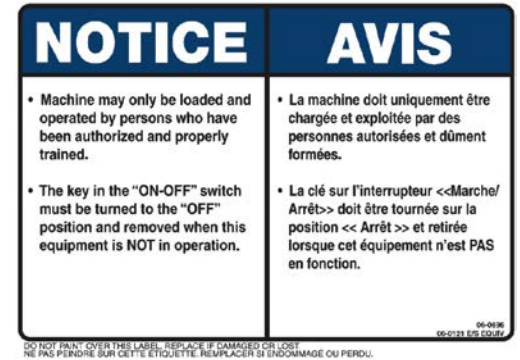 NOTICE
• Machine may only be loaded and
operated by persons who have
been authorized and properly
trained.
• The key in the “ON-OFF” switch
must be turned to the “OFF”
position and removed when this
equipment is NOT in operation.
AVIS
• La machine doit uniquement être
chargée et exploitée par des
personnes autorisées et dûment
formées.
• La clé sur l’interrupteur <<Marche/
Arrêt>> doit être tournée sur la
position << Arrêt >> et retirée
lorsque cet équipement n’est PAS
en fonction.
06-0696
06-0121 E/S EQUIV
DO NOT PAINT OVER THIS LABEL, REPLACE IF DAMAGED OR LOST
NE PAS PEINDRE SUR CETTE ÉTIQUETTE. REMPLACER SI ENDOMMAGÉ OU PERDU.